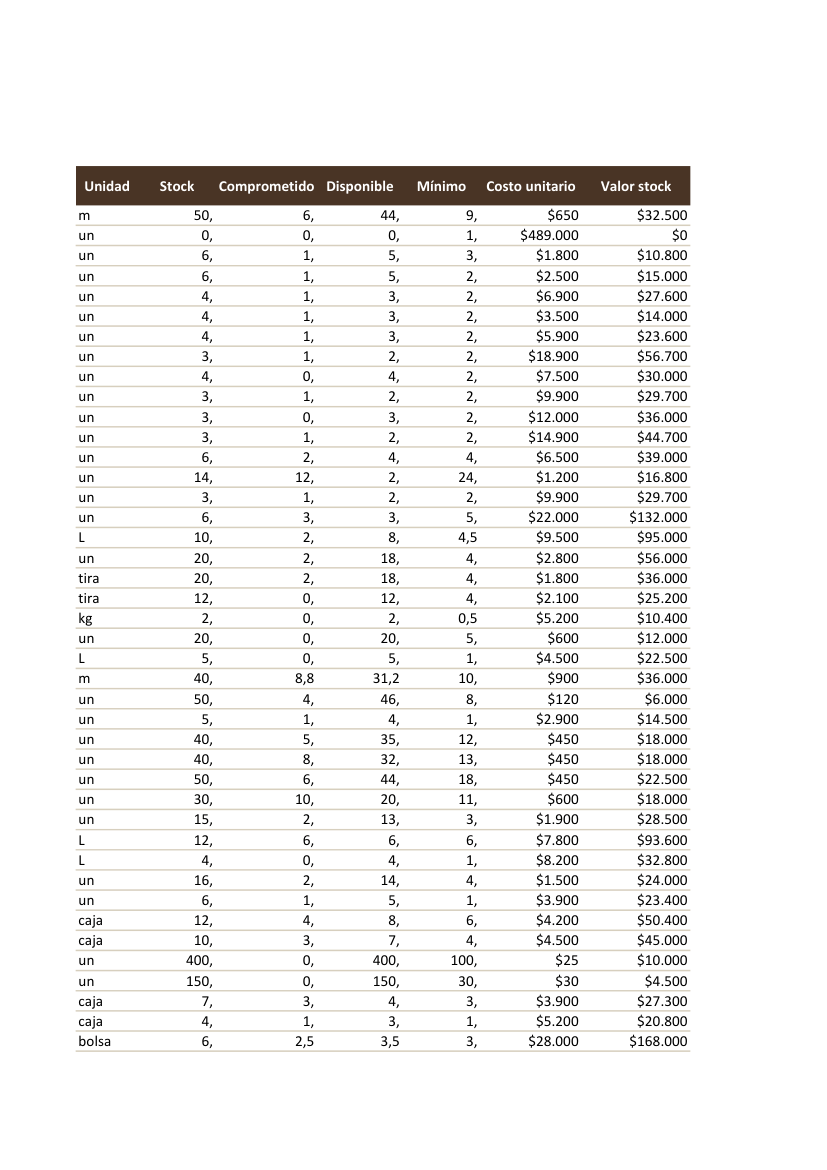 Unidad Stock Comprometido Disponible Mínimo Costo unitario Valor stock
m 50, 6, 44, 9, $650 $32.500
un 0, 0, 0, 1, $489.000 $0
un 6, 1, 5, 3, $1.800 $10.800
un 6, 1, 5, 2, $2.500 $15.000
un 4, 1, 3, 2, $6.900 $27.600
un 4, 1, 3, 2, $3.500 $14.000
un 4, 1, 3, 2, $5.900 $23.600
un 3, 1, 2, 2, $18.900 $56.700
un 4, 0, 4, 2, $7.500 $30.000
un 3, 1, 2, 2, $9.900 $29.700
un 3, 0, 3, 2, $12.000 $36.000
un 3, 1, 2, 2, $14.900 $44.700
un 6, 2, 4, 4, $6.500 $39.000
un 14, 12, 2, 24, $1.200 $16.800
un 3, 1, 2, 2, $9.900 $29.700
un 6, 3, 3, 5, $22.000 $132.000
L 10, 2, 8, 4,5 $9.500 $95.000
un 20, 2, 18, 4, $2.800 $56.000
tira 20, 2, 18, 4, $1.800 $36.000
tira 12, 0, 12, 4, $2.100 $25.200
kg 2, 0, 2, 0,5 $5.200 $10.400
un 20, 0, 20, 5, $600 $12.000
L 5, 0, 5, 1, $4.500 $22.500
m 40, 8,8 31,2 10, $900 $36.000
un 50, 4, 46, 8, $120 $6.000
un 5, 1, 4, 1, $2.900 $14.500
un 40, 5, 35, 12, $450 $18.000
un 40, 8, 32, 13, $450 $18.000
un 50, 6, 44, 18, $450 $22.500
un 30, 10, 20, 11, $600 $18.000
un 15, 2, 13, 3, $1.900 $28.500
L 12, 6, 6, 6, $7.800 $93.600
L 4, 0, 4, 1, $8.200 $32.800
un 16, 2, 14, 4, $1.500 $24.000
un 6, 1, 5, 1, $3.900 $23.400
caja 12, 4, 8, 6, $4.200 $50.400
caja 10, 3, 7, 4, $4.500 $45.000
un 400, 0, 400, 100, $25 $10.000
un 150, 0, 150, 30, $30 $4.500
caja 7, 3, 4, 3, $3.900 $27.300
caja 4, 1, 3, 1, $5.200 $20.800
bolsa 6, 2,5 3,5 3, $28.000 $168.000